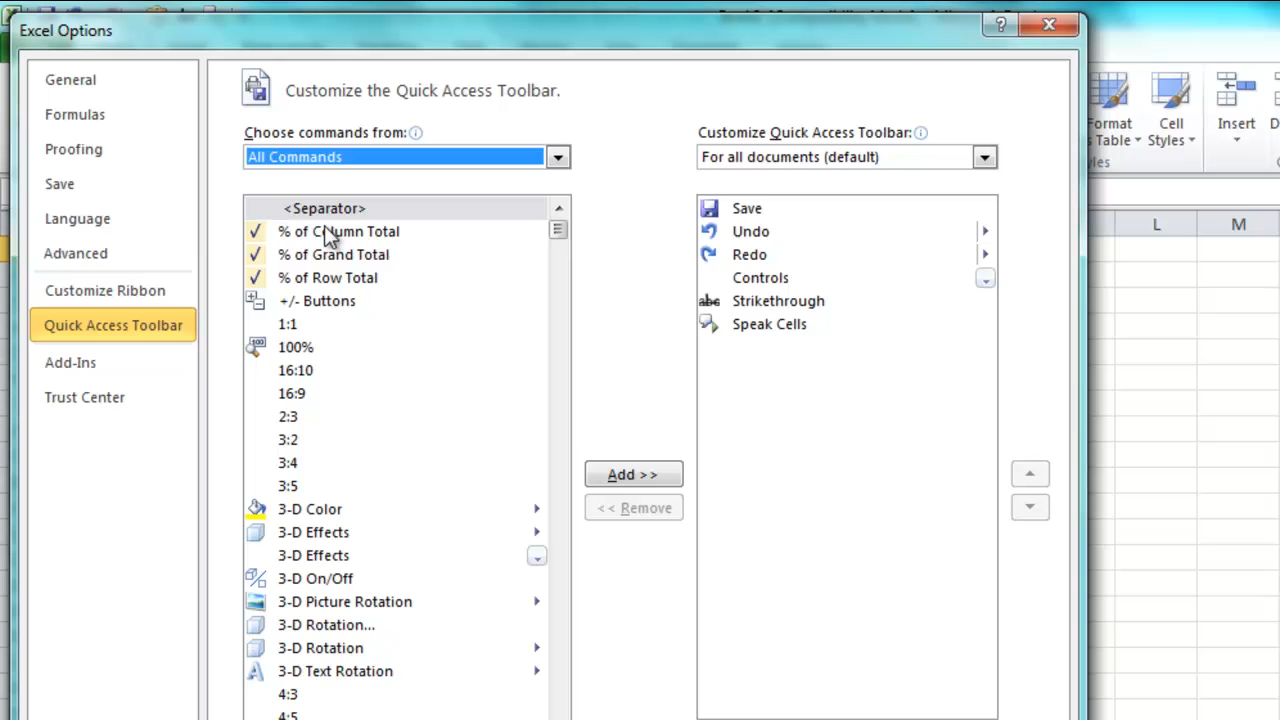 Excel Options
General
Formulas
Proofing
Save
Language
Advanced
Customize Ribbon
Quick Access Toolbar
Add-Ins
Trust Center
Customize the Quick Access Toolbar.
Choose commands from:
All Commands
<Separator>
% of Column Total
% of Grand Total
% of Row Total
+/- Buttons
1:1
100%
16:10
16:9
2:3
3:2
3:4
3:5
3-D Color
3-D Effects
3-D Effects
3-D On/Off
3-D Picture Rotation
3-D Rotation...
3-D Rotation
3-D Text Rotation
4:3
4:5
Add >>
<< Remove
Customize Quick Access Toolbar:
For all documents (default)
Save
Undo
Redo
Controls
abc Strikethrough
Speak Cells
Format Cell Insert
Table Styles
L M